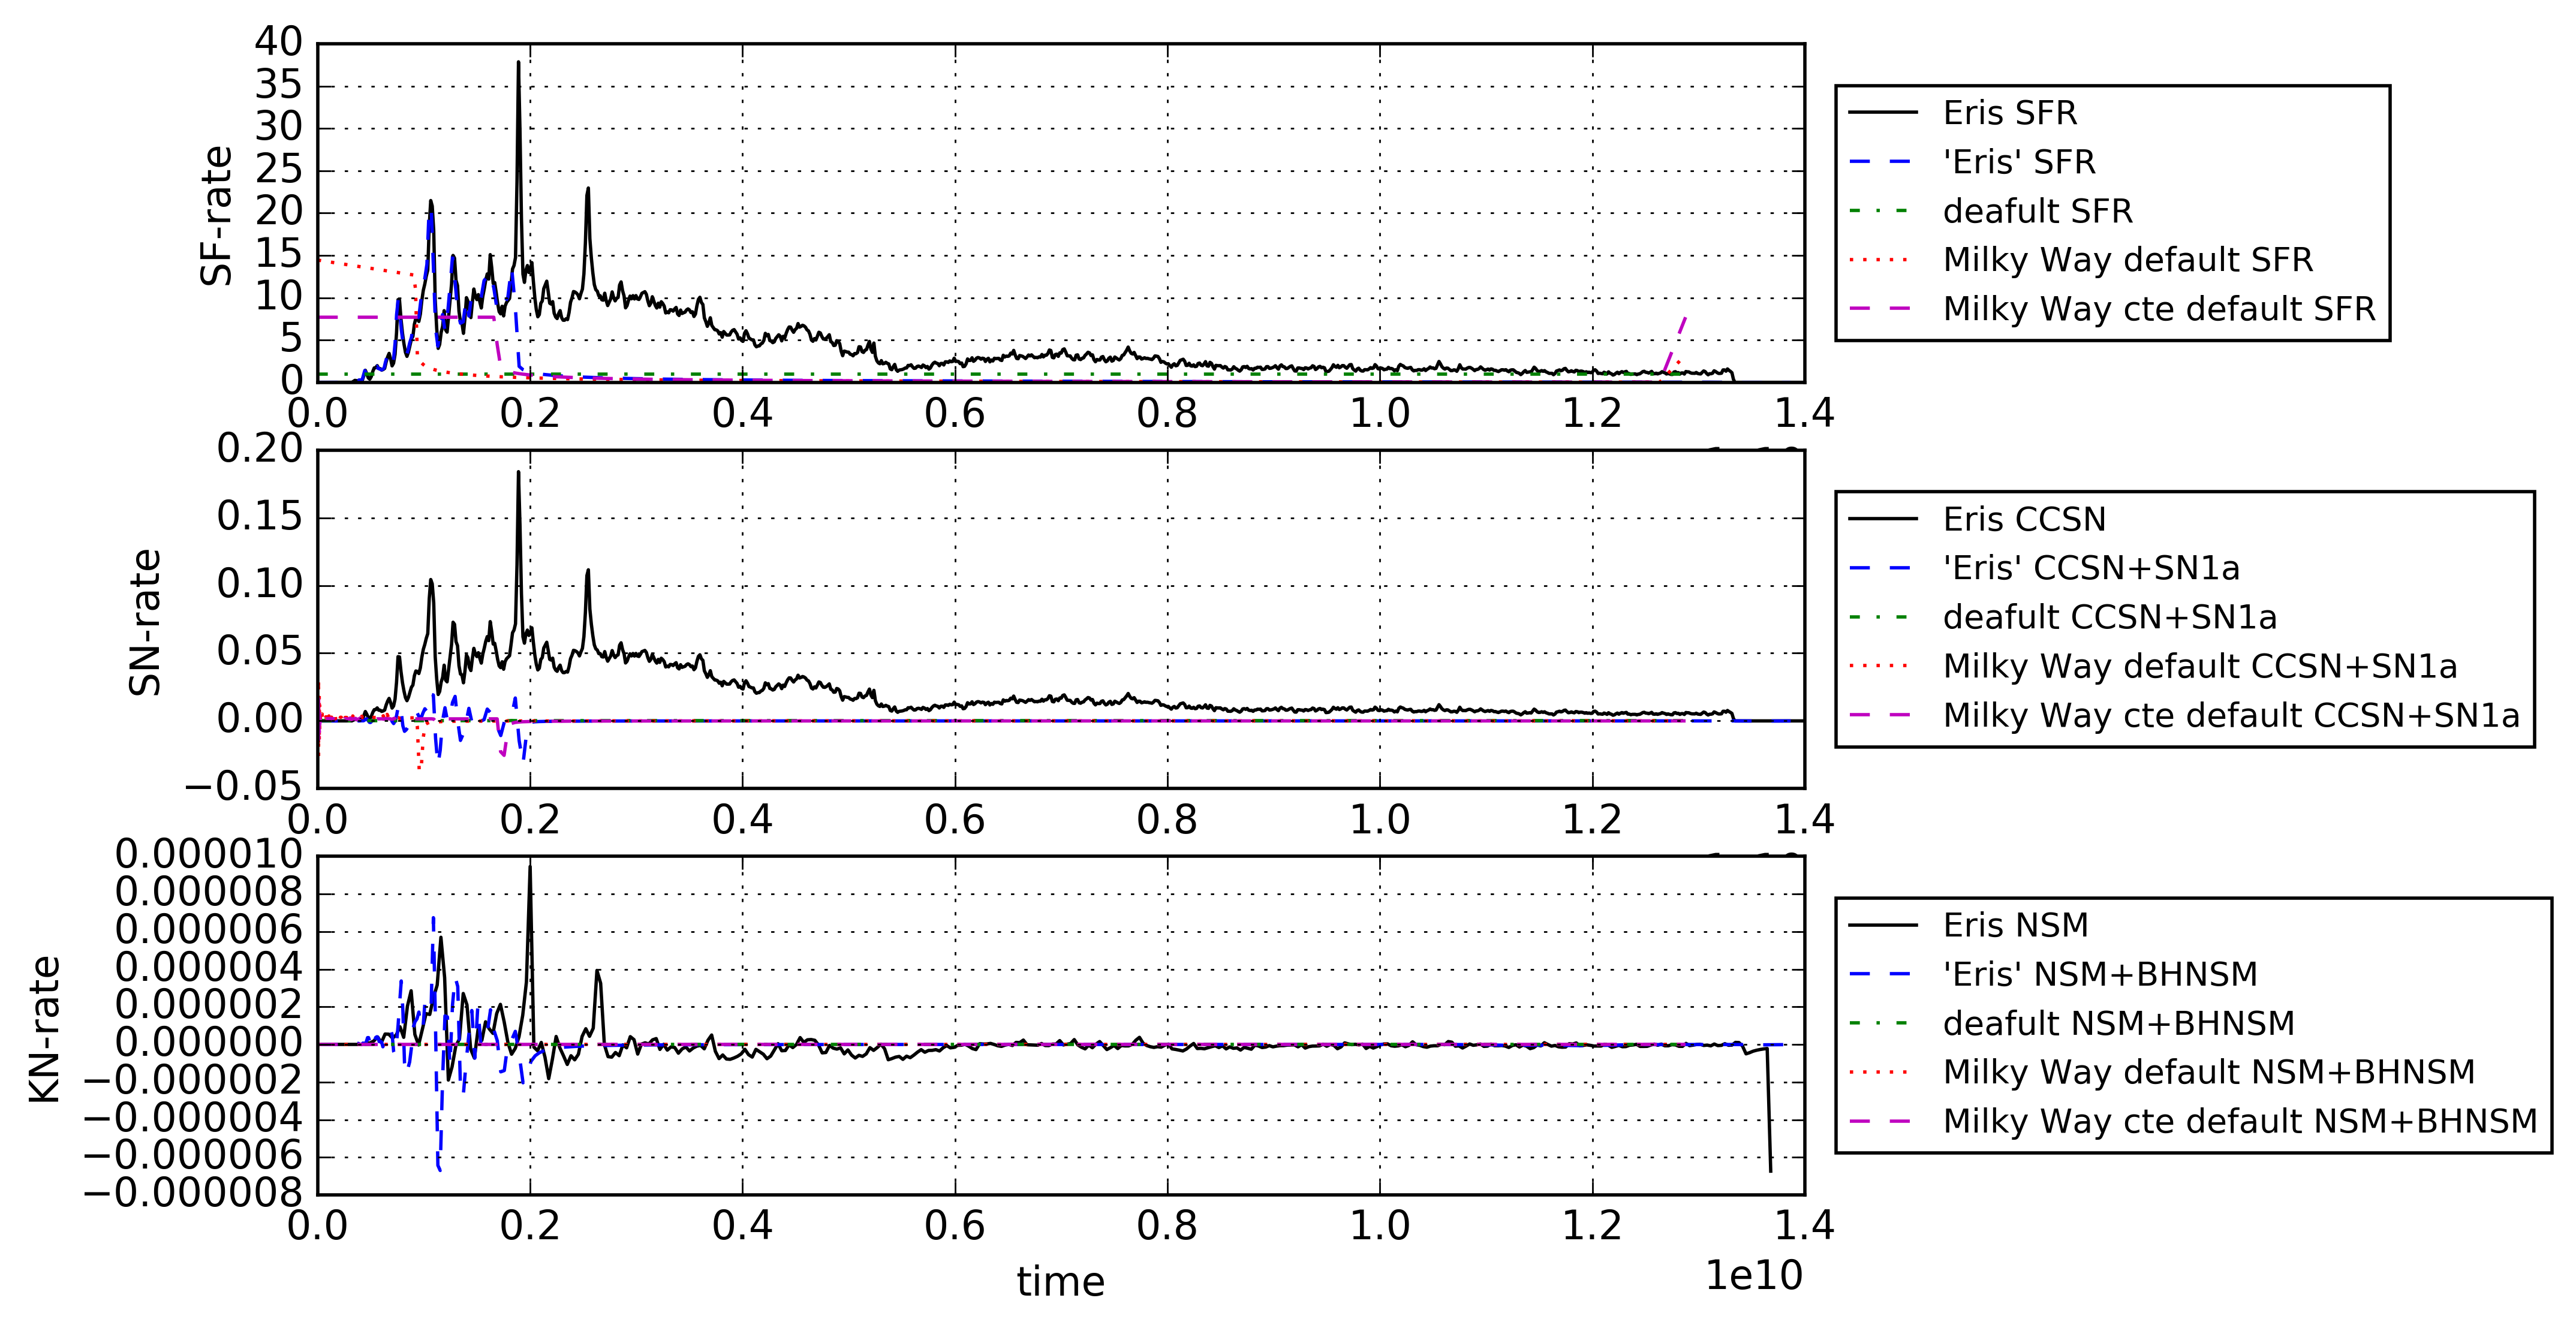 40
35
30
25
20
15
10
5
0
SF-rate
0.0 0.2 0.4 0.6 0.8 1.0 1.2 1.4
Eris SFR
'Eris' SFR
deafult SFR
Milky Way default SFR
Milky Way cte default SFR
0.20
0.15
0.10
0.05
0.00
−0.05
SN-rate
0.0 0.2 0.4 0.6 0.8 1.0 1.2 1.4
Eris CCSN
'Eris' CCSN+SN1a
deafult CCSN+SN1a
Milky Way default CCSN+SN1a
Milky Way cte default CCSN+SN1a
0.000010
0.000008
0.000006
0.000004
0.000002
0.000000
−0.000002
−0.000004
−0.000006
−0.000008
KN-rate
0.0 0.2 0.4 0.6 0.8 1.0 1.2 1.4
time
1e10
Eris NSM
'Eris' NSM+BHNSM
deafult NSM+BHNSM
Milky Way default NSM+BHNSM
Milky Way cte default NSM+BHNSM